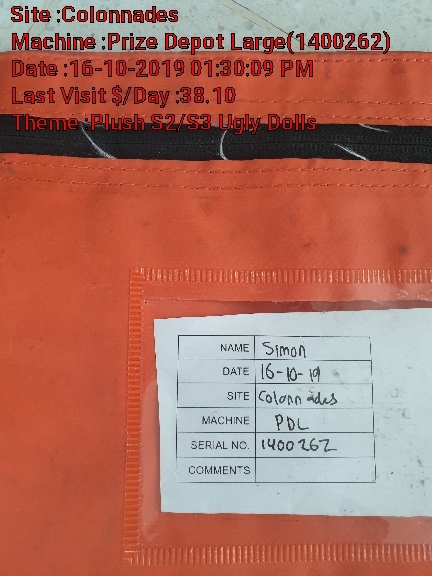 Site :Colonnades
Machine :Prize Depot Large(1400262)
Date :16-10-2019 01:30:09 PM
Last Visit $/Day :38.10
Theme :Plush S2/S3 Ugly Dolls
NAME Simon
DATE 16-10-19
SITE Colonnades
MACHINE PDL
SERIAL NO. 1400262
COMMENTS